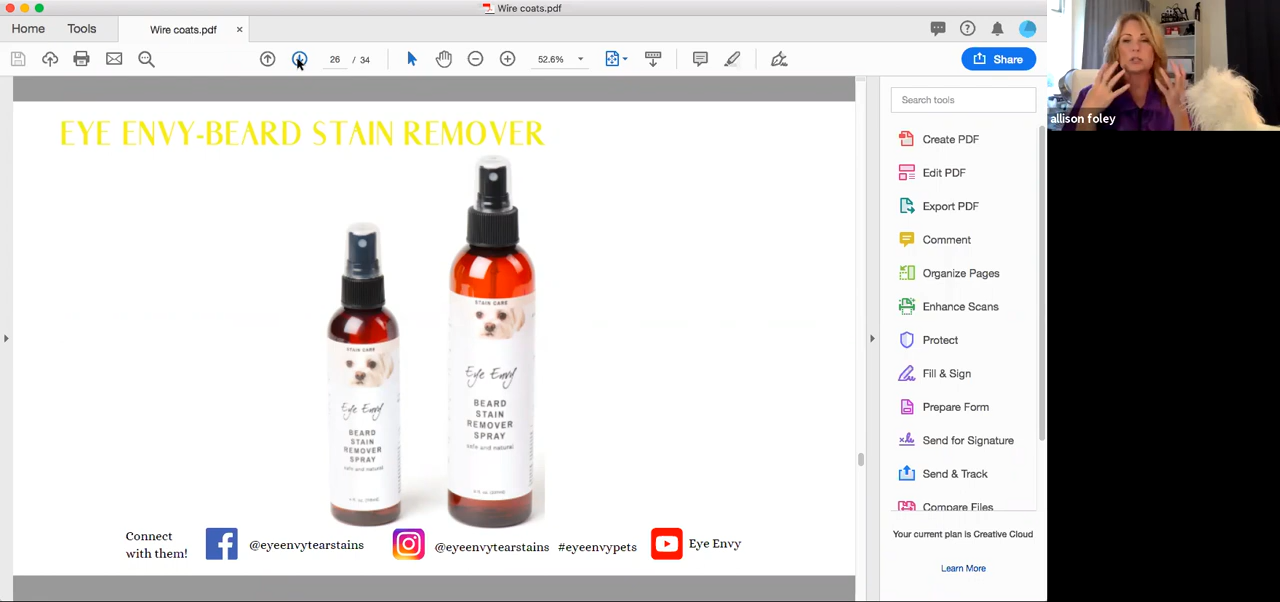 Wire coats.pdf
Home
Tools
Wire coats.pdf ×
26 / 34
52.6%
Share
allison foley
EYE ENVY-BEARD STAIN REMOVER
STAIN CARE
Eye Envy
BEARD
STAIN
REMOVER
SPRAY
safe and natural
STAIN CARE
Eye Envy
BEARD
STAIN
REMOVER
SPRAY
safe and natural
Connect
with them!
@eyeenvytearstains
@eyeenvytearstains #eyeenvypets
Eye Envy
Search tools
Create PDF
Edit PDF
Export PDF
Comment
Organize Pages
Enhance Scans
Protect
Fill & Sign
Prepare Form
Send for Signature
Send & Track
Compare Files
Your current plan is Creative Cloud
Learn More